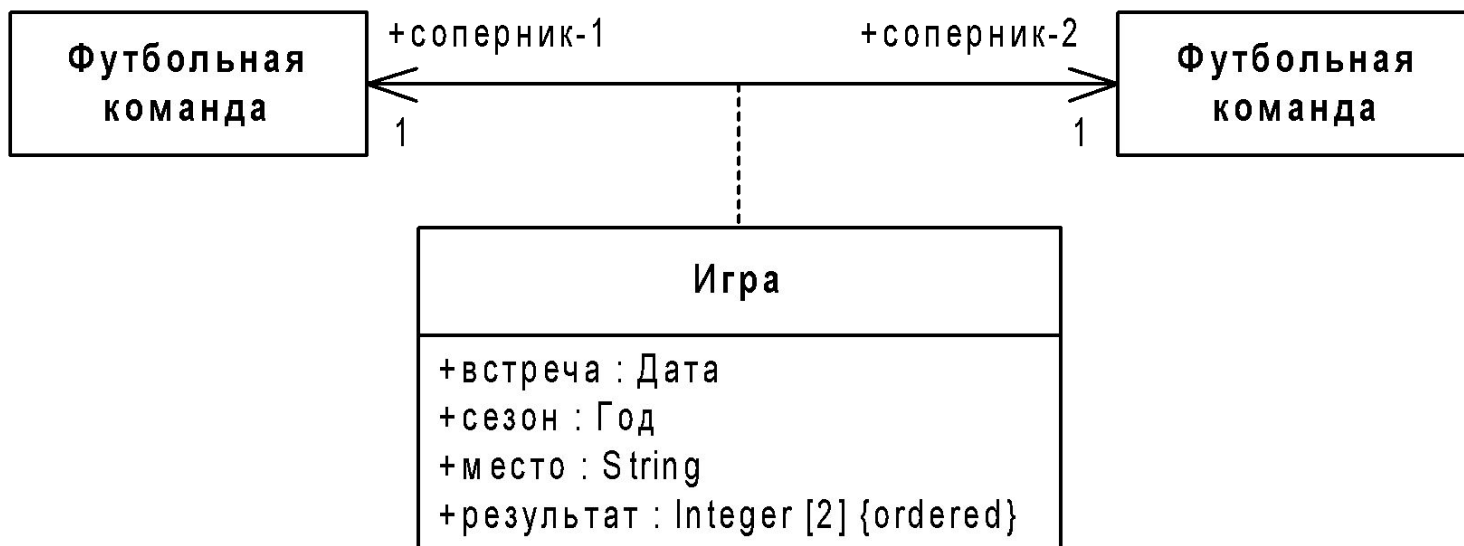 +соперник-1
+соперник-2
Футбольная
команда
1
1
Футбольная
команда
Игра
+встреча : Дата
+сезон : Год
+место : String
+результат : Integer [2] {ordered}